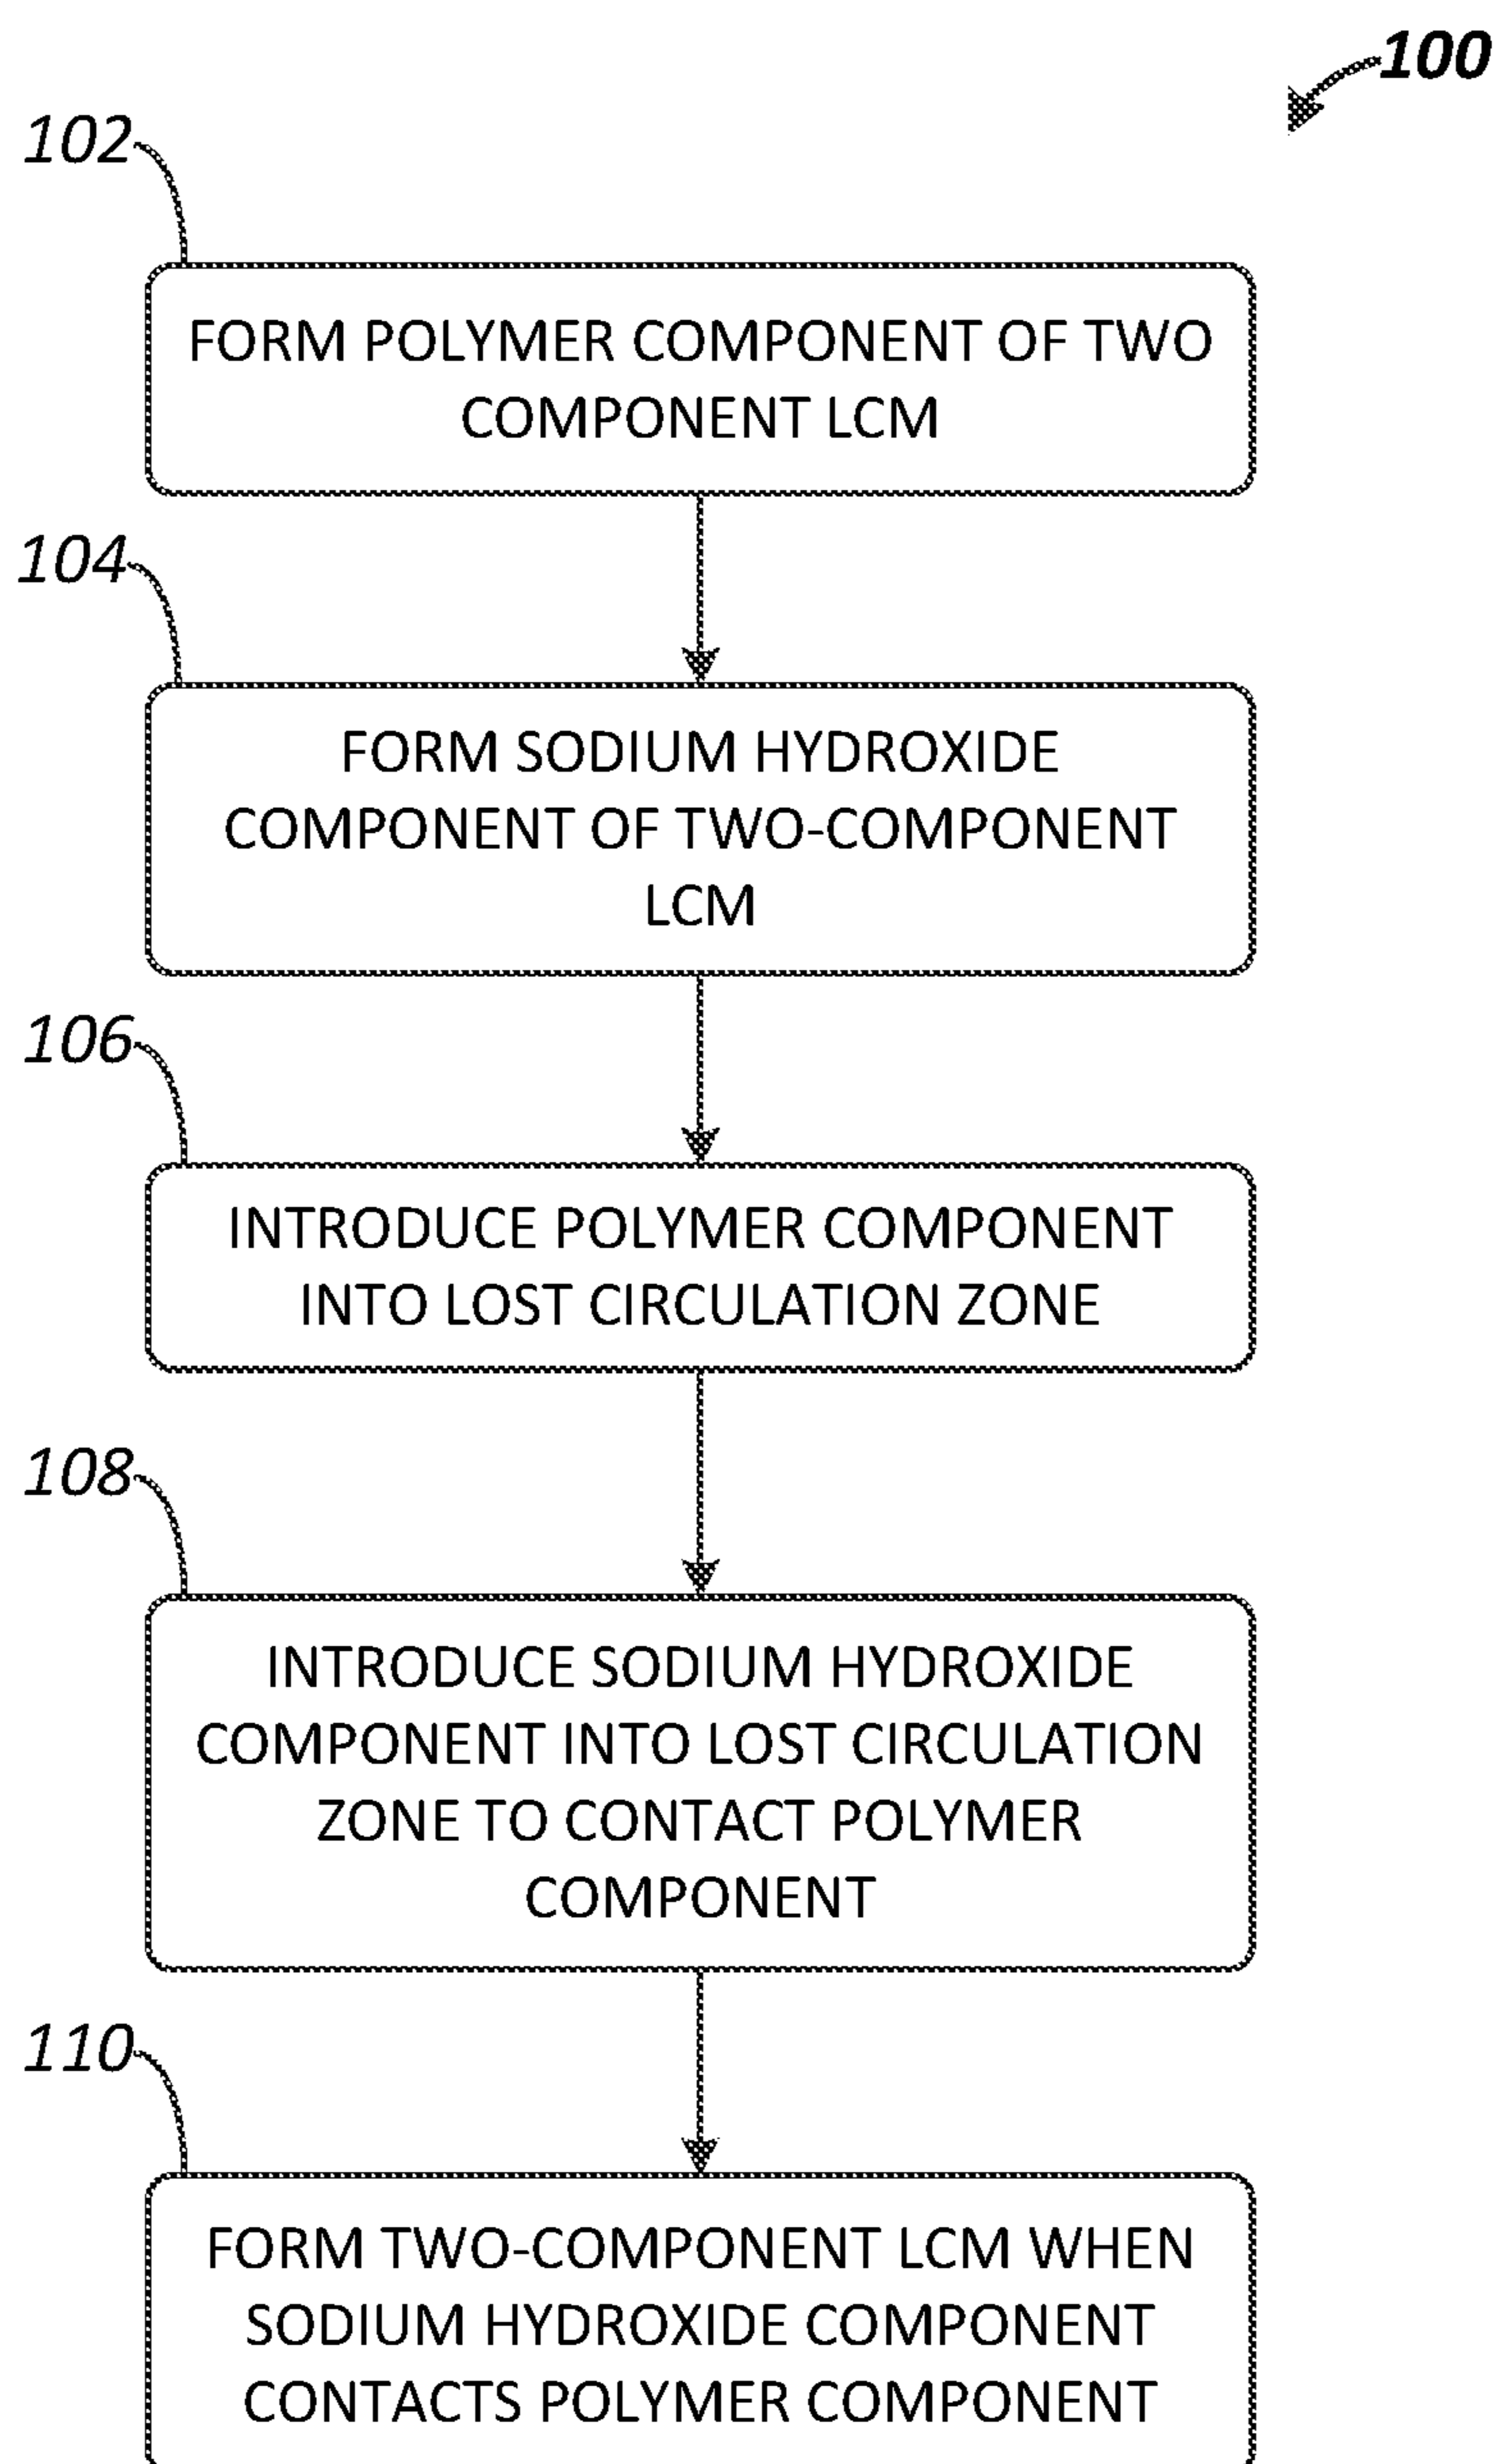 100
102
FORM POLYMER COMPONENT OF TWO
COMPONENT LCM
104
FORM SODIUM HYDROXIDE
COMPONENT OF TWO-COMPONENT
LCM
106
INTRODUCE POLYMER COMPONENT
INTO LOST CIRCULATION ZONE
108
INTRODUCE SODIUM HYDROXIDE
COMPONENT INTO LOST CIRCULATION
ZONE TO CONTACT POLYMER
COMPONENT
110
FORM TWO-COMPONENT LCM WHEN
SODIUM HYDROXIDE COMPONENT
CONTACTS POLYMER COMPONENT